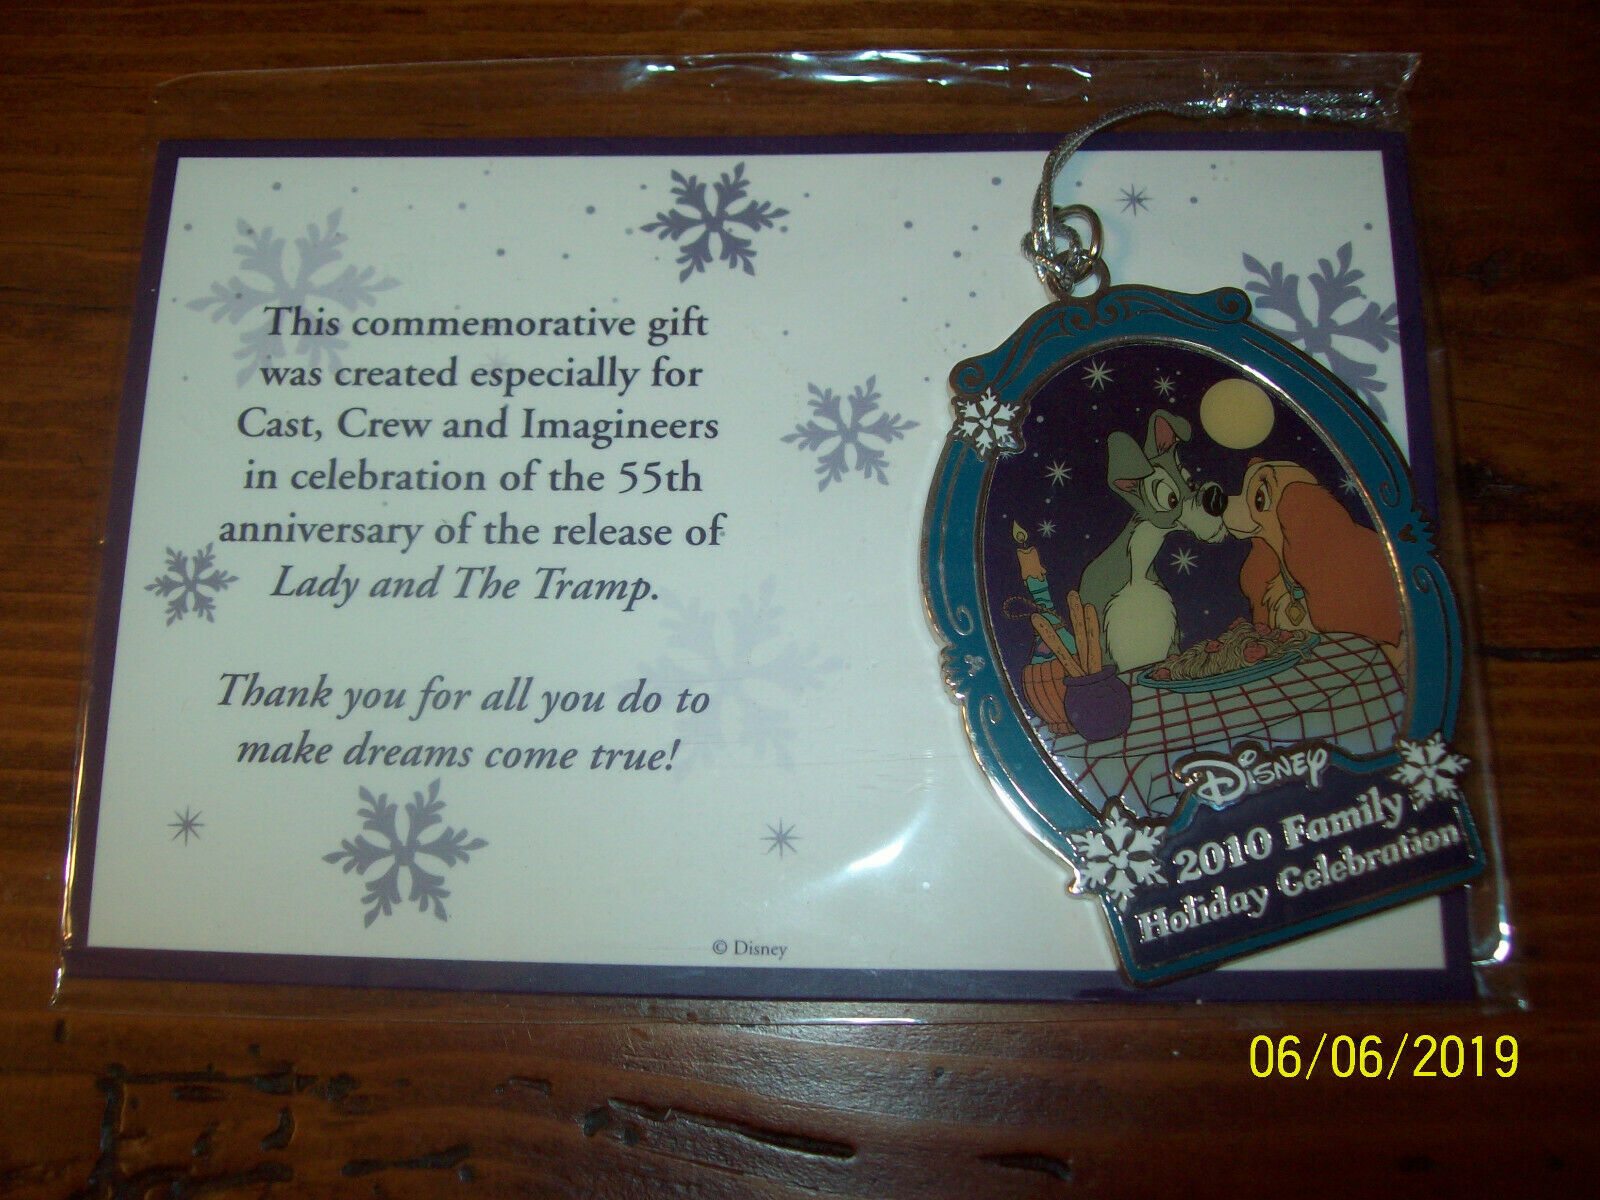 This commemorative gift
was created especially for
Cast, Crew and Imagineers
in celebration of the 55th
anniversary of the release of
Lady and The Tramp.
Thank you for all you do to
make dreams come true!
© Disney
Disney
2010 Family
Holiday Celebration
06/06/2019